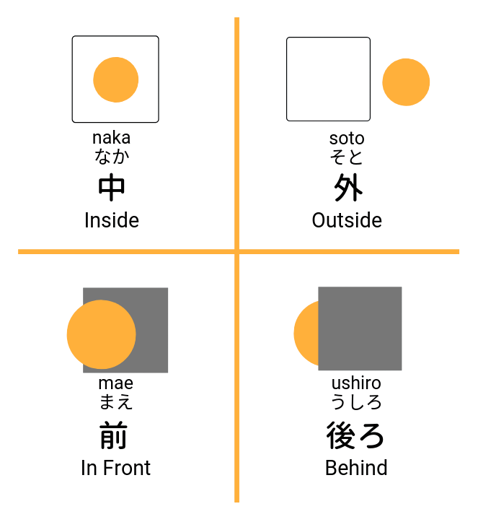 naka
なか
中
Inside
soto
そと
外
Outside
mae
まえ
前
In Front
ushiro
うしろ
後ろ
Behind